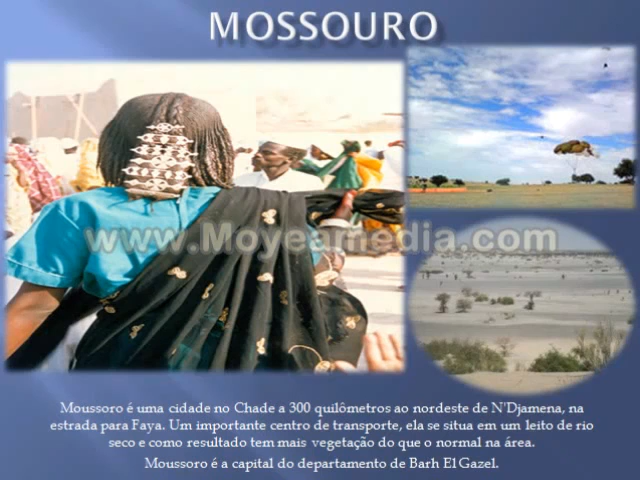 MOSSOURO
www.Moyeamedia.com
Moussoro é uma cidade no Chade a 300 quilômetros ao nordeste de N'Djamena, na
estrada para Faya. Um importante centro de transporte, ela se situa em um leito de rio
seco e como resultado tem mais vegetação do que o normal na área.
Moussoro é a capital do departamento de Barh El Gazel.